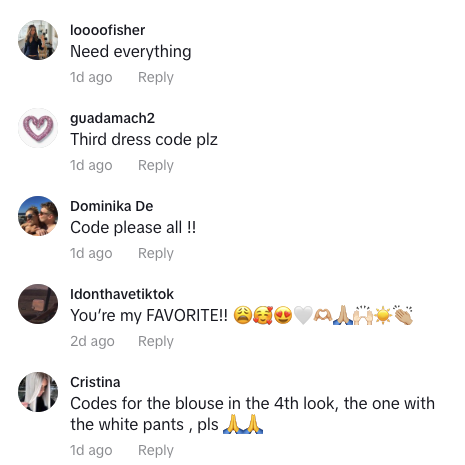 loooofisher
Need everything
1d ago Reply
guadamach2
Third dress code plz
1d ago Reply
Dominika De
Code please all !!
1d ago Reply
Idonthavetiktok
You're my FAVORITE!! 😩🥰😍🤍🫶🏼🙏🏼🙌🏻☀️👏🏼
2d ago Reply
Cristina
Codes for the blouse in the 4th look, the one with
the white pants , pls 🙏🙏
1d ago Reply